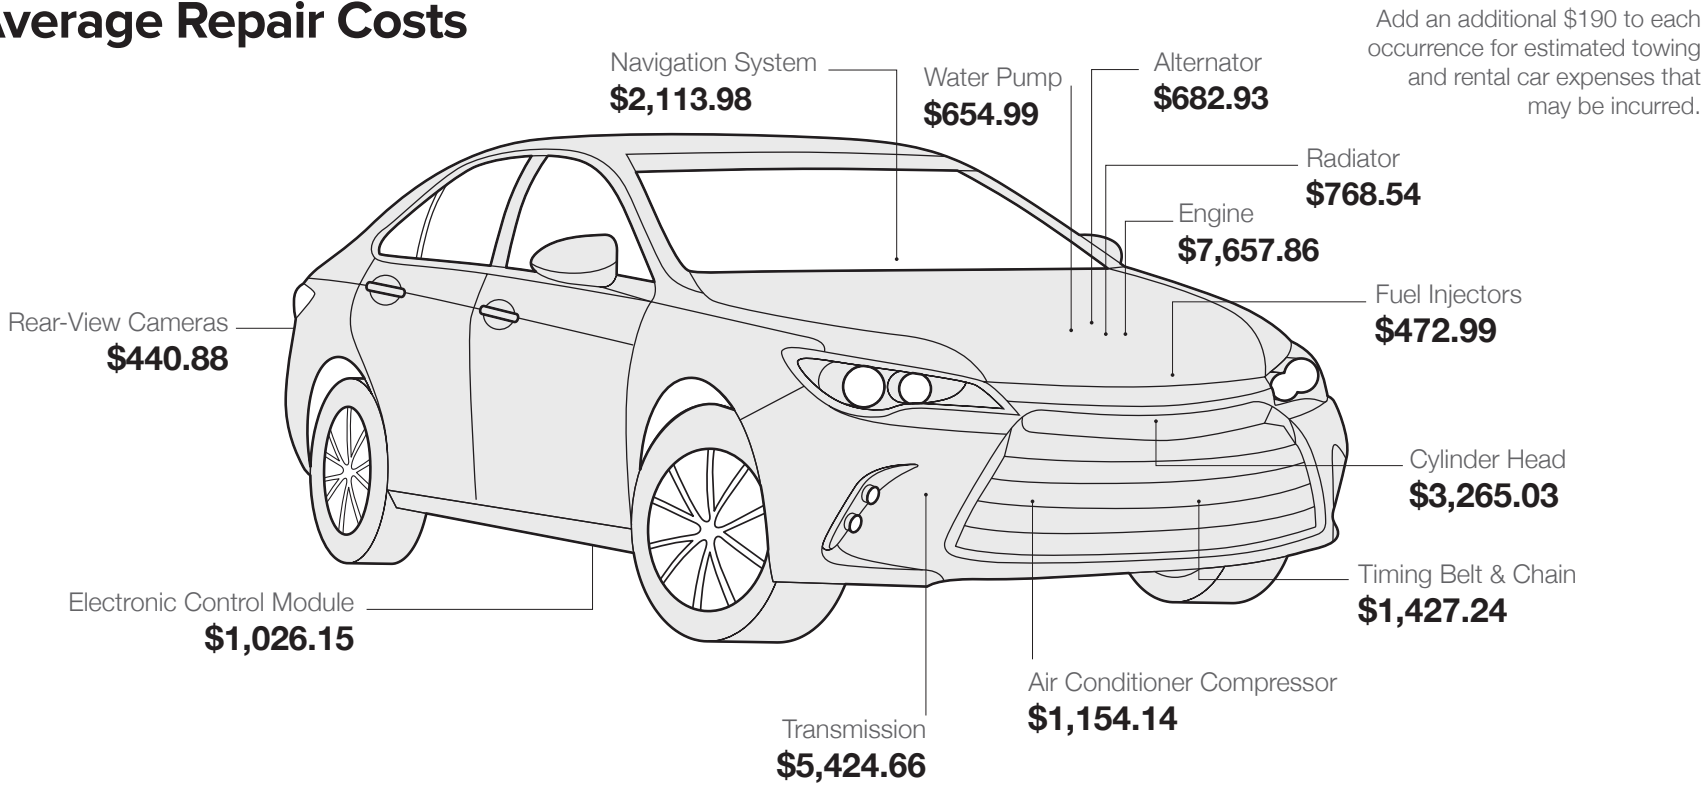 Average Repair Costs
Add an additional $190 to each
occurrence for estimated towing
and rental car expenses that
may be incurred.
Navigation System
$2,113.98
Water Pump
$654.99
Alternator
$682.93
Radiator
$768.54
Engine
$7,657.86
Fuel Injectors
$472.99
Rear-View Cameras
$440.88
Cylinder Head
$3,265.03
Timing Belt & Chain
$1,427.24
Electronic Control Module
$1,026.15
Air Conditioner Compressor
$1,154.14
Transmission
$5,424.66